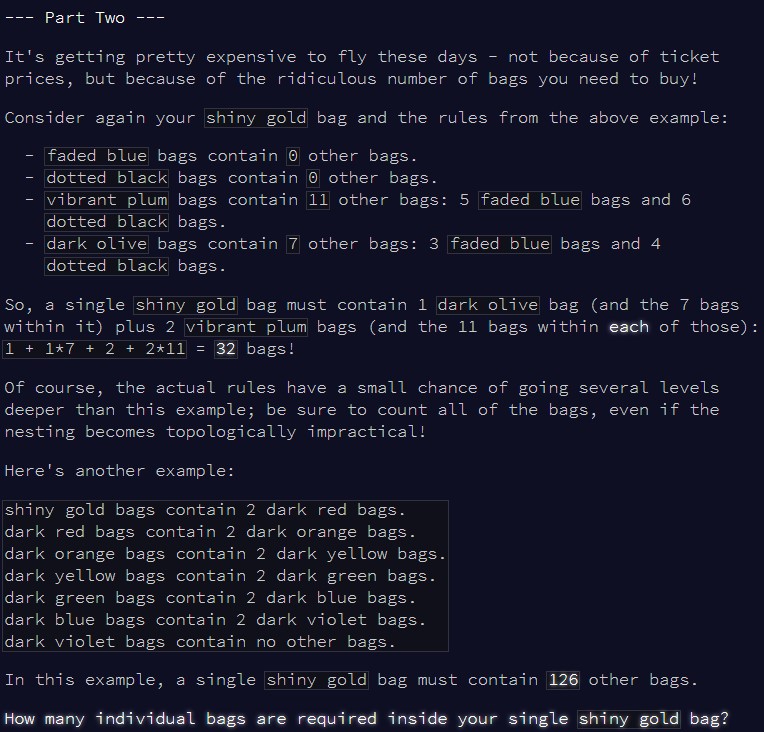 --- Part Two ---
It's getting pretty expensive to fly these days - not because of ticket
prices, but because of the ridiculous number of bags you need to buy!
Consider again your shiny gold bag and the rules from the above example:
- faded blue bags contain 0 other bags.
- dotted black bags contain 0 other bags.
- vibrant plum bags contain 11 other bags: 5 faded blue bags and 6
dotted black bags.
- dark olive bags contain 7 other bags: 3 faded blue bags and 4
dotted black bags.
So, a single shiny gold bag must contain 1 dark olive bag (and the 7 bags
within it) plus 2 vibrant plum bags (and the 11 bags within each of those):
1 + 1*7 + 2 + 2*11 = 32 bags!
Of course, the actual rules have a small chance of going several levels
deeper than this example; be sure to count all of the bags, even if the
nesting becomes topologically impractical!
Here's another example:
shiny gold bags contain 2 dark red bags.
dark red bags contain 2 dark orange bags.
dark orange bags contain 2 dark yellow bags.
dark yellow bags contain 2 dark green bags.
dark green bags contain 2 dark blue bags.
dark blue bags contain 2 dark violet bags.
dark violet bags contain no other bags.
In this example, a single shiny gold bag must contain 126 other bags.
How many individual bags are required inside your single shiny gold bag?